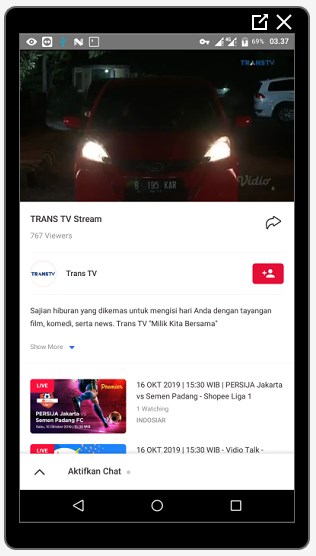 69% 03.37
TRANSTV
B 195 KAR
Vidio
TRANS TV Stream
767 Viewers
TRANSTV
Trans TV
Sajian hiburan yang dikemas untuk mengisi hari Anda dengan tayangan
film, komedi, serta news. Trans TV "Milik Kita Bersama"
Show More
LIVE
Premier
PERSIJA Jakarta
vs
Semen Padang FC
16 OKT 2019 | 15:30 WIB | PERSIJA Jakarta
vs Semen Padang - Shopee Liga 1
1 Watching
INDOSIAR
LIVE
16 OKT 2019 | 15:30 WIB - Vidio Talk -
Aktifkan Chat